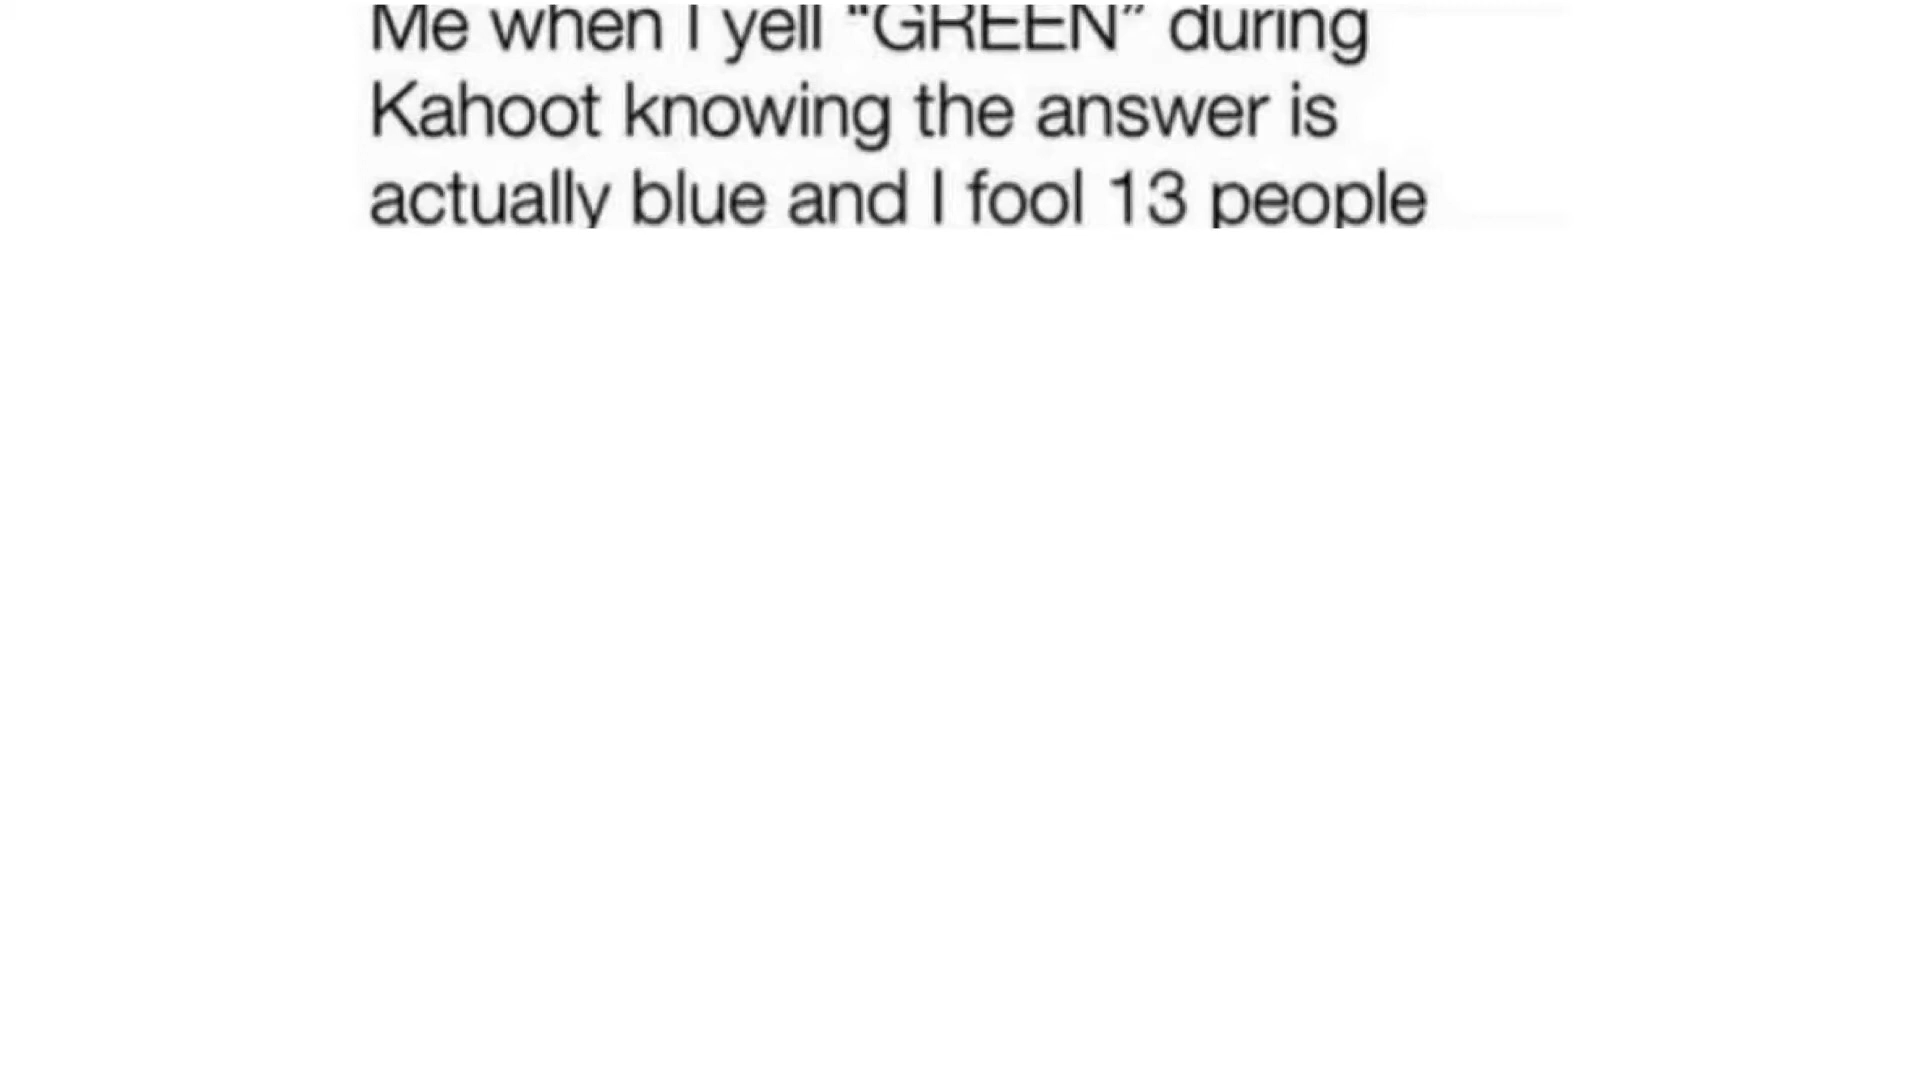 Me when I yell "GREEN" during
Kahoot knowing the answer is
actually blue and I fool 13 people